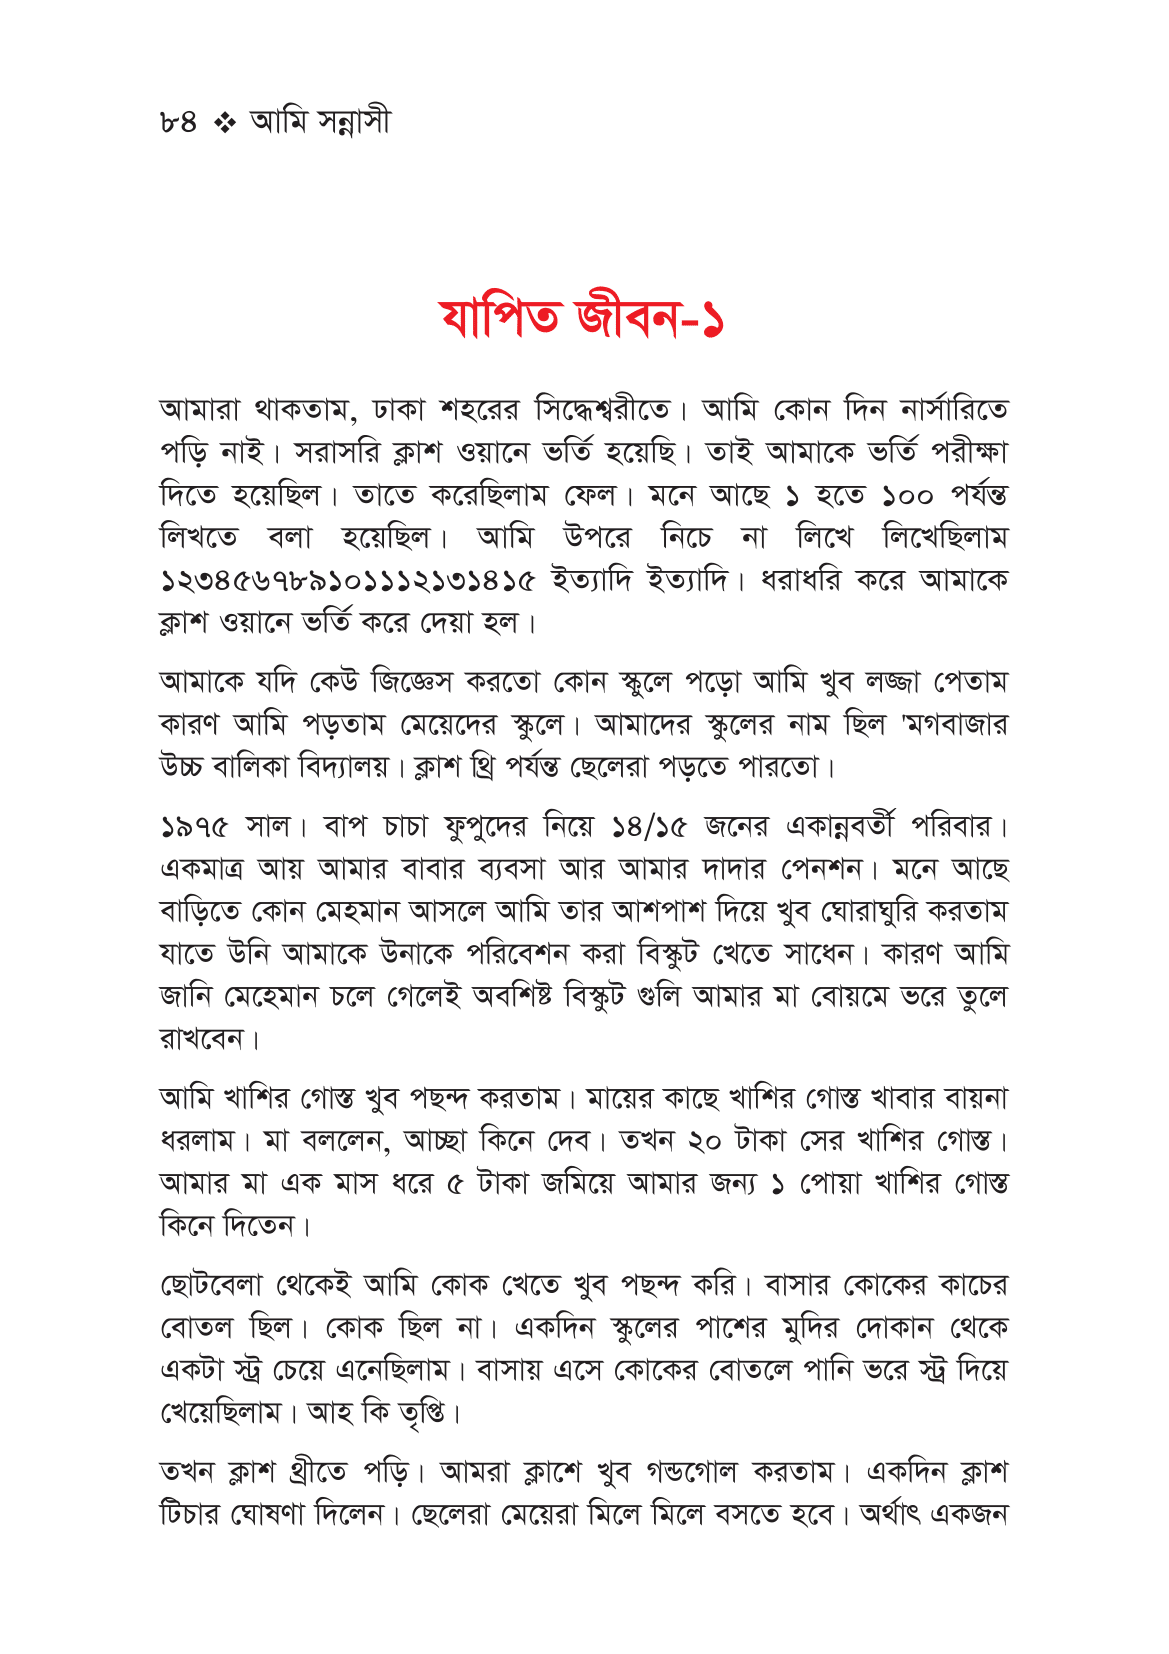 ৮৪ ❖ আমি সন্নাসী
যাপিত জীবন-১
আমারা থাকতাম, ঢাকা শহরের সিদ্ধেশ্বরীতে। আমি কোন দিন নার্সারিতে
পড়ি নাই। সরাসরি ক্লাশ ওয়ানে ভর্তি হয়েছি। তাই আমাকে ভর্তি পরীক্ষা
দিতে হয়েছিল। তাতে করেছিলাম ফেল। মনে আছে ১ হতে ১০০ পর্যন্ত
লিখতে বলা হয়েছিল। আমি উপরে নিচে না লিখে লিখেছিলাম
১২৩৪৫৬৭৮৯১০১১১২১৩১৪১৫ ইত্যাদি ইত্যাদি। ধরাধরি করে আমাকে
ক্লাশ ওয়ানে ভর্তি করে দেয়া হল।
আমাকে যদি কেউ জিজ্ঞেস করতো কোন স্কুলে পড়ো আমি খুব লজ্জা পেতাম
কারণ আমি পড়তাম মেয়েদের স্কুলে। আমাদের স্কুলের নাম ছিল 'মগবাজার
উচ্চ বালিকা বিদ্যালয়। ক্লাশ থ্রি পর্যন্ত ছেলেরা পড়তে পারতো।
১৯৭৫ সাল। বাপ চাচা ফুপুদের নিয়ে ১৪/১৫ জনের একান্নবর্তী পরিবার।
একমাত্র আয় আমার বাবার ব্যবসা আর আমার দাদার পেনশন। মনে আছে
বাড়িতে কোন মেহমান আসলে আমি তার আশপাশ দিয়ে খুব ঘোরাঘুরি করতাম
যাতে উনি আমাকে উনাকে পরিবেশন করা বিস্কুট খেতে সাধেন। কারণ আমি
জানি মেহেমান চলে গেলেই অবশিষ্ট বিস্কুট গুলি আমার মা বোয়মে ভরে তুলে
রাখবেন।
আমি খাশির গোস্ত খুব পছন্দ করতাম। মায়ের কাছে খাশির গোস্ত খাবার বায়না
ধরলাম। মা বললেন, আচ্ছা কিনে দেব। তখন ২০ টাকা সের খাশির গোস্ত।
আমার মা এক মাস ধরে ৫ টাকা জমিয়ে আমার জন্য ১ পোয়া খাশির গোস্ত
কিনে দিতেন।
ছোটবেলা থেকেই আমি কোক খেতে খুব পছন্দ করি। বাসার কোকের কাচের
বোতল ছিল। কোক ছিল না। একদিন স্কুলের পাশের মুদির দোকান থেকে
একটা স্ট্র চেয়ে এনেছিলাম। বাসায় এসে কোকের বোতলে পানি ভরে স্ট্র দিয়ে
খেয়েছিলাম। আহ কি তৃপ্তি।
তখন ক্লাশ থ্রীতে পড়ি। আমরা ক্লাশে খুব গন্ডগোল করতাম। একদিন ক্লাশ
টিচার ঘোষণা দিলেন। ছেলেরা মেয়েরা মিলে মিলে বসতে হবে। অর্থাৎ একজন